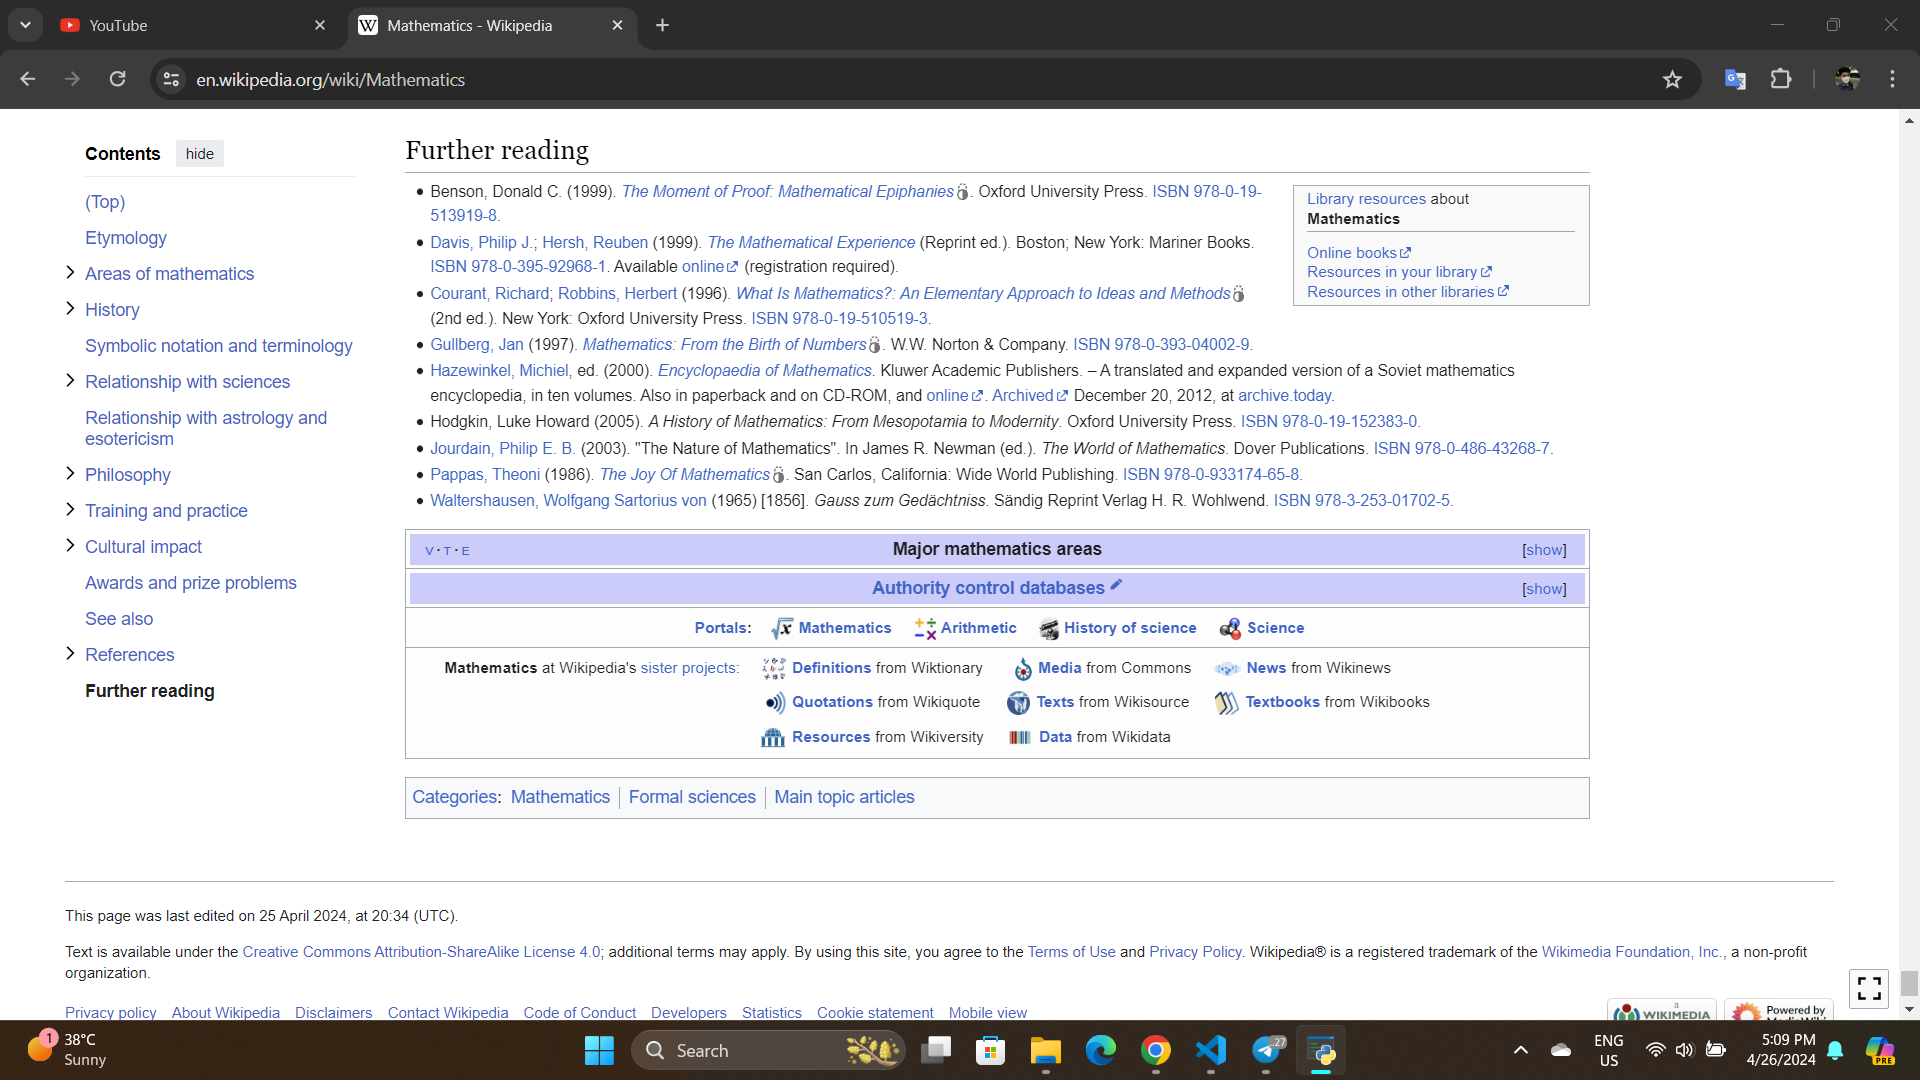 YouTube
Mathematics - Wikipedia
en.wikipedia.org/wiki/Mathematics
Contents hide
(Top)
Etymology
Areas of mathematics
History
Symbolic notation and terminology
Relationship with sciences
Relationship with astrology and
esotericism
Philosophy
Training and practice
Cultural impact
Awards and prize problems
See also
References
Further reading
Further reading
Benson, Donald C. (1999). The Moment of Proof: Mathematical Epiphanies. Oxford University Press. ISBN 978-0-19-
513919-8.
Davis, Philip J.; Hersh, Reuben (1999). The Mathematical Experience (Reprint ed.). Boston; New York: Mariner Books.
ISBN 978-0-395-92968-1. Available online (registration required).
Courant, Richard; Robbins, Herbert (1996). What Is Mathematics?: An Elementary Approach to Ideas and Methods
(2nd ed.). New York: Oxford University Press. ISBN 978-0-19-510519-3.
Gullberg, Jan (1997). Mathematics: From the Birth of Numbers. W.W. Norton & Company. ISBN 978-0-393-04002-9.
Hazewinkel, Michiel, ed. (2000). Encyclopaedia of Mathematics. Kluwer Academic Publishers. – A translated and expanded version of a Soviet mathematics
encyclopedia, in ten volumes. Also in paperback and on CD-ROM, and online. Archived December 20, 2012, at archive.today.
Hodgkin, Luke Howard (2005). A History of Mathematics: From Mesopotamia to Modernity. Oxford University Press. ISBN 978-0-19-152383-0.
Jourdain, Philip E. B. (2003). "The Nature of Mathematics". In James R. Newman (ed.). The World of Mathematics. Dover Publications. ISBN 978-0-486-43268-7.
Pappas, Theoni (1986). The Joy Of Mathematics. San Carlos, California: Wide World Publishing. ISBN 978-0-933174-65-8.
Waltershausen, Wolfgang Sartorius von (1965) [1856]. Gauss zum Gedächtniss. Sändig Reprint Verlag H. R. Wohlwend. ISBN 978-3-253-01702-5.
Library resources about
Mathematics
Online books
Resources in your library
Resources in other libraries
V · T · E Major mathematics areas [show]
Authority control databases [show]
Portals: Mathematics Arithmetic History of science Science
Mathematics at Wikipedia's sister projects: Definitions from Wiktionary Media from Commons News from Wikinews
Quotations from Wikiquote Texts from Wikisource Textbooks from Wikibooks
Resources from Wikiversity Data from Wikidata
Categories: Mathematics Formal sciences Main topic articles
This page was last edited on 25 April 2024, at 20:34 (UTC).
Text is available under the Creative Commons Attribution-ShareAlike License 4.0; additional terms may apply. By using this site, you agree to the Terms of Use and Privacy Policy. Wikipedia® is a registered trademark of the Wikimedia Foundation, Inc., a non-profit
organization.
Privacy policy About Wikipedia Disclaimers Contact Wikipedia Code of Conduct Developers Statistics Cookie statement Mobile view
a
WIKIMEDIA
Powered by
1
38°C
Sunny
Search
27
ENG
US
5:09 PM
4/26/2024
PRE